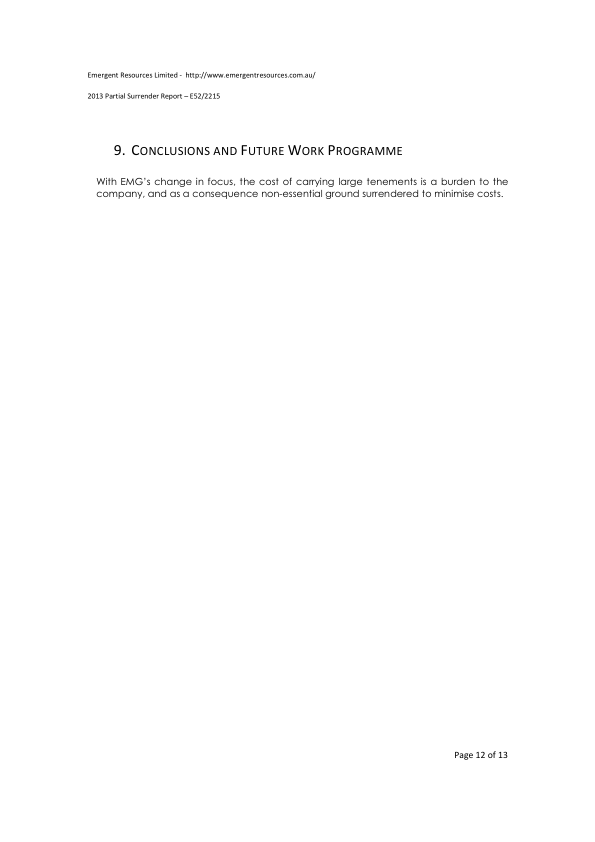 Emergent Resources Limited - http://www.emergentresources.com.au/
2013 Partial Surrender Report – E52/2215
9. CONCLUSIONS AND FUTURE WORK PROGRAMME
With EMG's change in focus, the cost of carrying large tenements is a burden to the
company, and as a consequence non-essential ground surrendered to minimise costs.
Page 12 of 13